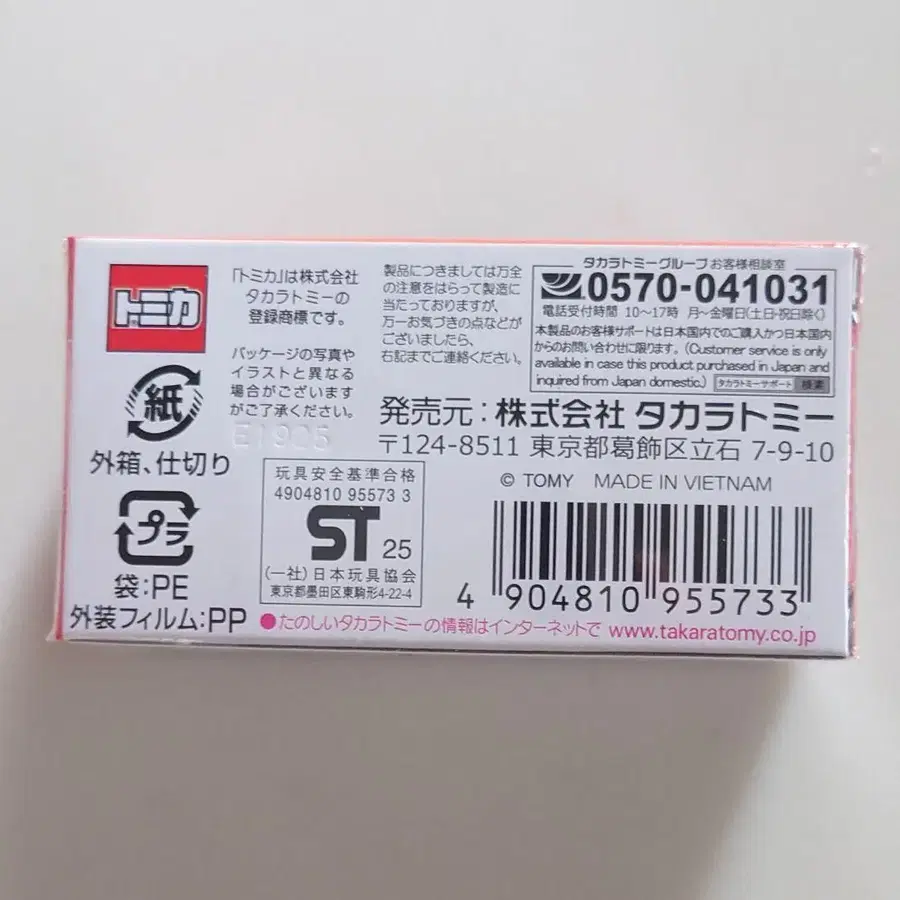 トミカ
「トミカ」は株式会社
タカラトミーの
登録商標です。
パッケージの写真や
イラストと異なる
場合がございます
がご了承ください。
E1905
製品につきましては万全
の注意をはらって製造に
当たっておりますが、
万一お気づきの点などが
ございましたら、
右記までご連絡ください。
タカラトミーグループお客様相談室
0570-041031
電話受付時間 10〜17時 月〜金曜日(土日・祝日除く)
本製品のお客様サポートは日本国内でのご購入かつ日本国内
からのお問い合わせに限ります。(Customer service is only
available in case this product purchased in Japan and
inquired from Japan domestic.) タカラトミーサポート 検索
発売元:株式会社 タカラトミー
〒124-8511 東京都葛飾区立石 7-9-10
© TOMY MADE IN VIETNAM
紙
外箱、仕切り
プラ
袋:PE
外装フィルム:PP
玩具安全基準合格
4904810 95573 3
ST 25
(一社)日本玩具協会
東京都墨田区東駒形4-22-4
4 904810 955733
●たのしいタカラトミーの情報はインターネットで www.takaratomy.co.jp